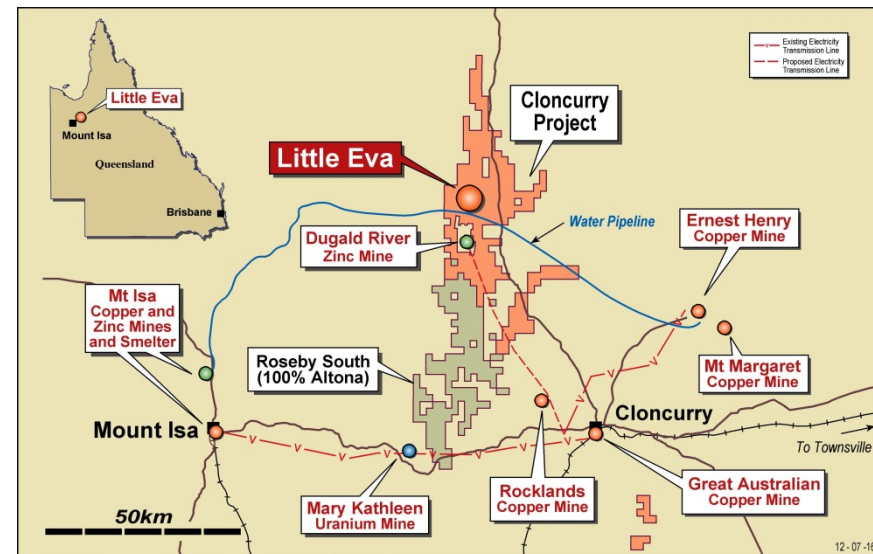 Existing Electricity
Transmission Line
Proposed Electricity
Transmission Line
Little Eva
Mount Isa
Queensland
Brisbane
Cloncurry
Project
Little Eva
Water Pipeline
Ernest Henry
Copper Mine
Dugald River
Zinc Mine
Mt Isa
Copper and
Zinc Mines
and Smelter
Mt Margaret
Copper Mine
Roseby South
(100% Altona)
Mount Isa
Cloncurry
To Townsville
Mary Kathleen
Uranium Mine
Rocklands
Copper Mine
Great Australian
Copper Mine
50km
12 - 07 -16